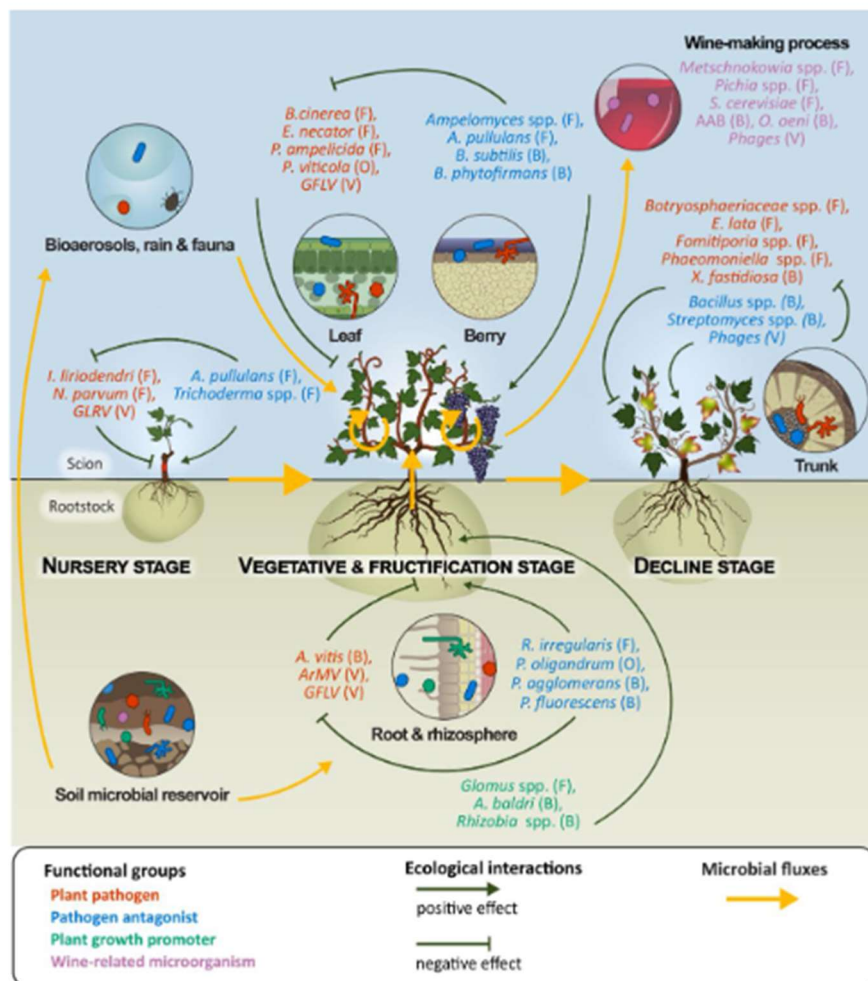 Wine-making process
Metschnokowia spp. (F),
Pichia spp. (F),
S. cerevisiae (F),
AAB (B), O. oeni (B),
Phages (V)
B.cinerea (F),
E. necator (F),
P. ampelicida (F),
P. viticola (O),
GFLV (V)
Ampelomyces spp. (F),
A. pullulans (F),
B. subtilis (B),
B. phytofirmans (B)
Bioaerosols, rain & fauna
Leaf
Berry
Botryosphaeriaceae spp. (F),
E. lata (F),
Fomitiporia spp. (F),
Phaeomoniella spp. (F),
X. fastidiosa (B)
Bacillus spp. (B),
Streptomyces spp. (B),
Phages (V)
Trunk
I. liriodendri (F),
N. parvum (F),
GLRV (V)
A. pullulans (F),
Trichoderma spp. (F)
Scion
Rootstock
NURSERY STAGE
VEGETATIVE & FRUCTIFICATION STAGE
DECLINE STAGE
A. vitis (B),
ArMV (V),
GFLV (V)
Root & rhizosphere
R. irregularis (F),
P. oligandrum (O),
P. agglomerans (B),
P. fluorescens (B)
Soil microbial reservoir
Glomus spp. (F),
A. baldri (B),
Rhizobia spp. (B)
Functional groups
Plant pathogen
Pathogen antagonist
Plant growth promoter
Wine-related microorganism
Ecological interactions
positive effect
negative effect
Microbial fluxes